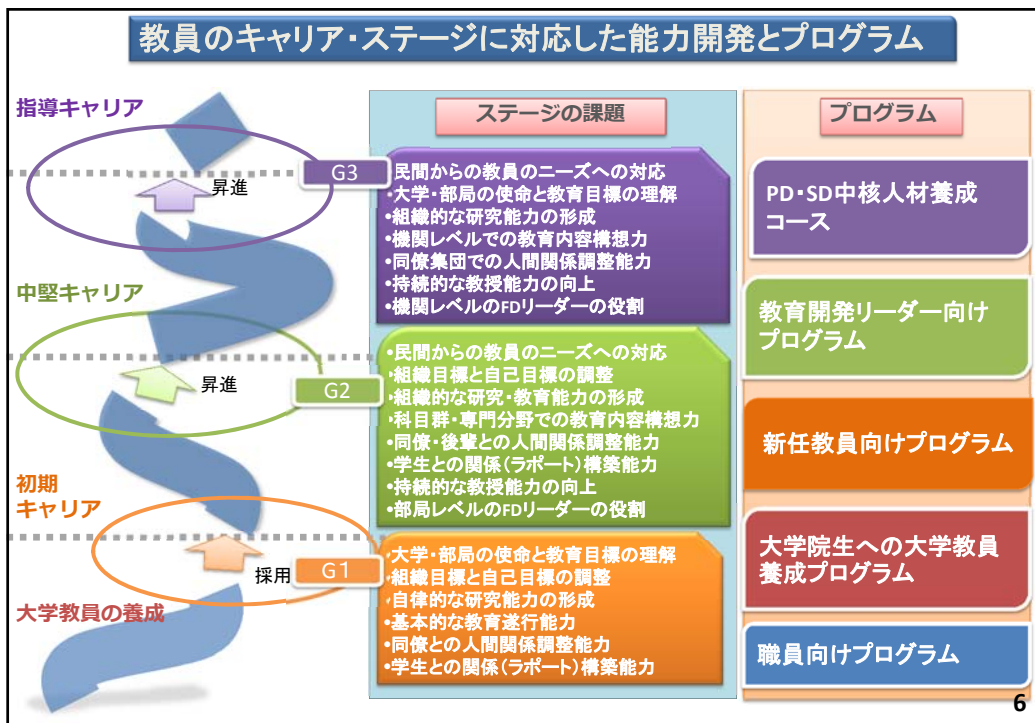 教員のキャリア・ステージに対応した能力開発とプログラム
指導キャリア
昇進
中堅キャリア
昇進
初期
キャリア
採用
大学教員の養成
ステージの課題
G3
民間からの教員のニーズへの対応
•大学・部局の使命と教育目標の理解
•組織的な研究能力の形成
•機関レベルでの教育内容構想力
•同僚集団での人間関係調整能力
•持続的な教授能力の向上
•機関レベルのFDリーダーの役割
G2
•民間からの教員のニーズへの対応
•組織目標と自己目標の調整
•組織的な研究・教育能力の形成
•科目群・専門分野での教育内容構想力
•同僚・後輩との人間関係調整能力
•学生との関係(ラポート)構築能力
•持続的な教授能力の向上
•部局レベルのFDリーダーの役割
G1
•大学・部局の使命と教育目標の理解
•組織目標と自己目標の調整
•自律的な研究能力の形成
•基本的な教育遂行能力
•同僚との人間関係調整能力
•学生との関係(ラポート)構築能力
プログラム
PD・SD中核人材養成
コース
教育開発リーダー向け
プログラム
新任教員向けプログラム
大学院生への大学教員
養成プログラム
職員向けプログラム
6